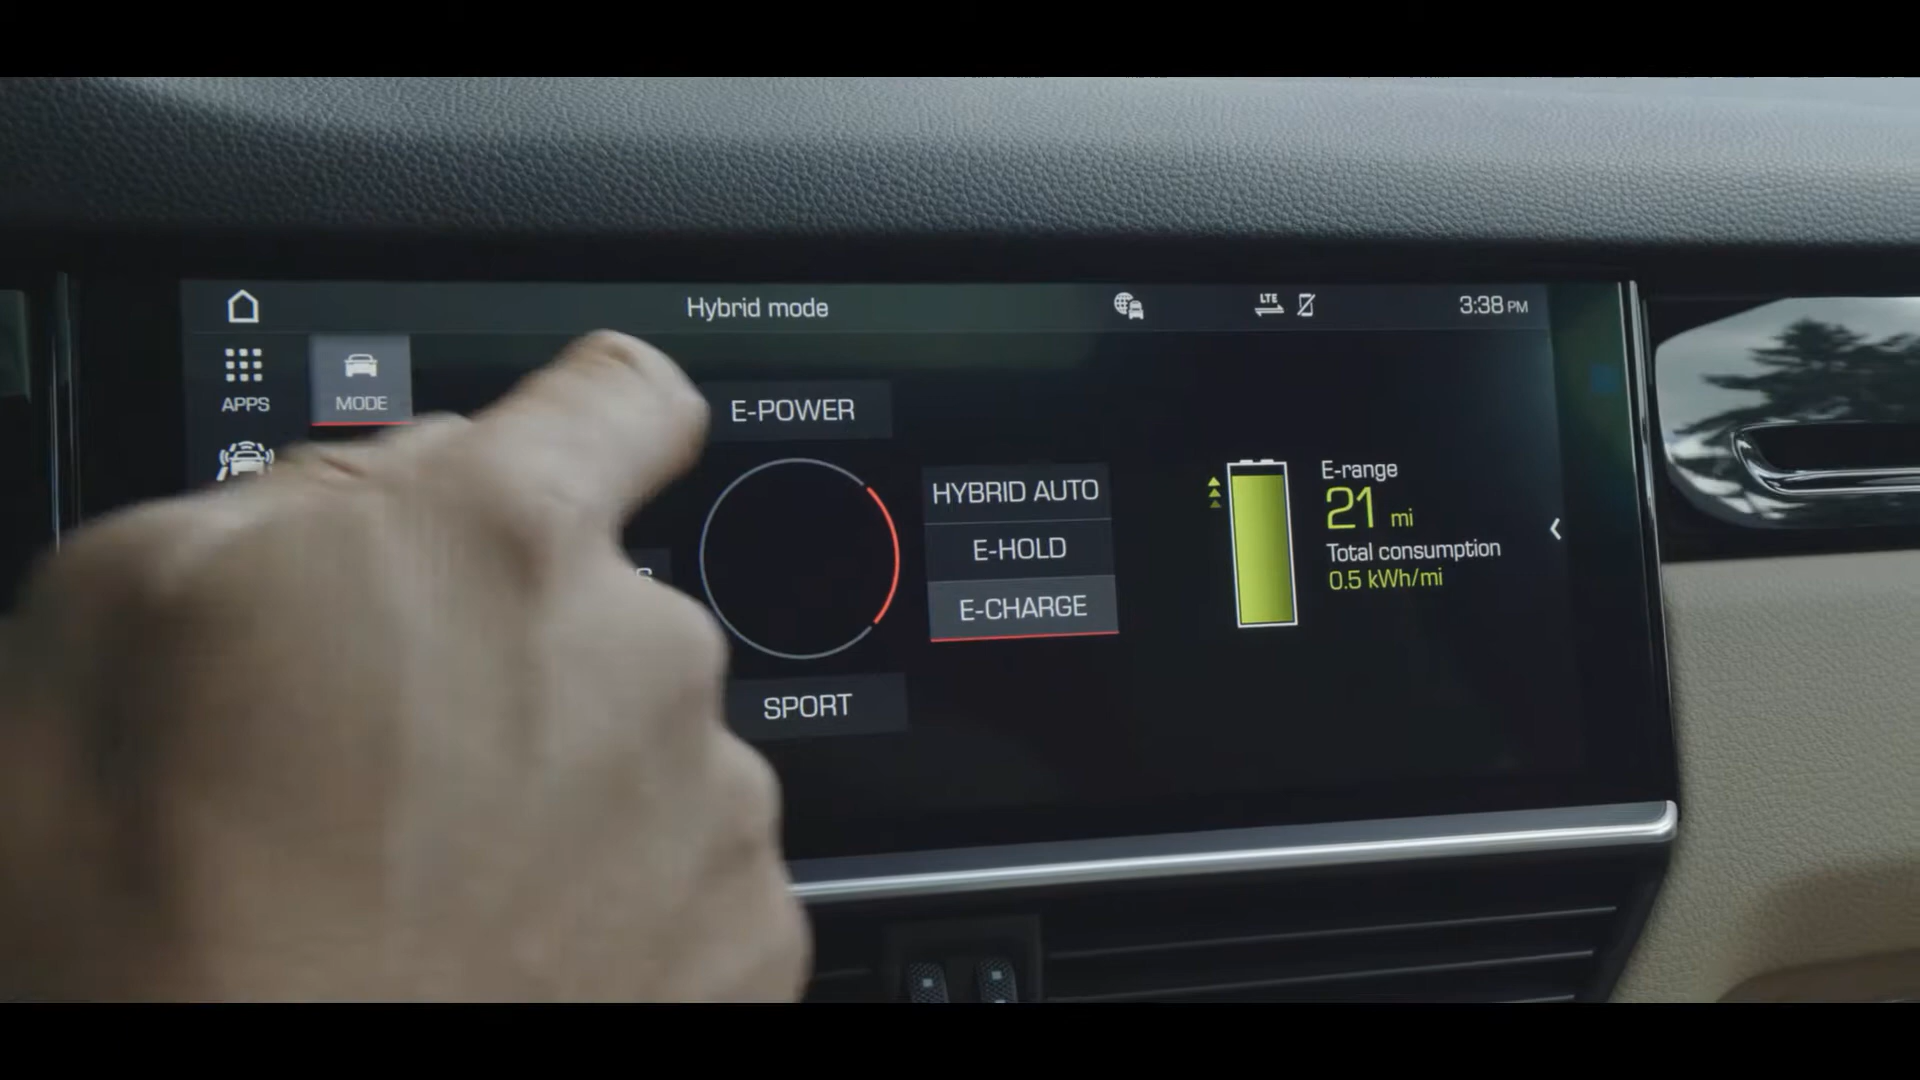 Hybrid mode
LTE
3:38 PM
APPS
MODE
E-POWER
HYBRID AUTO
E-HOLD
E-CHARGE
SPORT
E-range
21 mi
Total consumption
0.5 kWh/mi